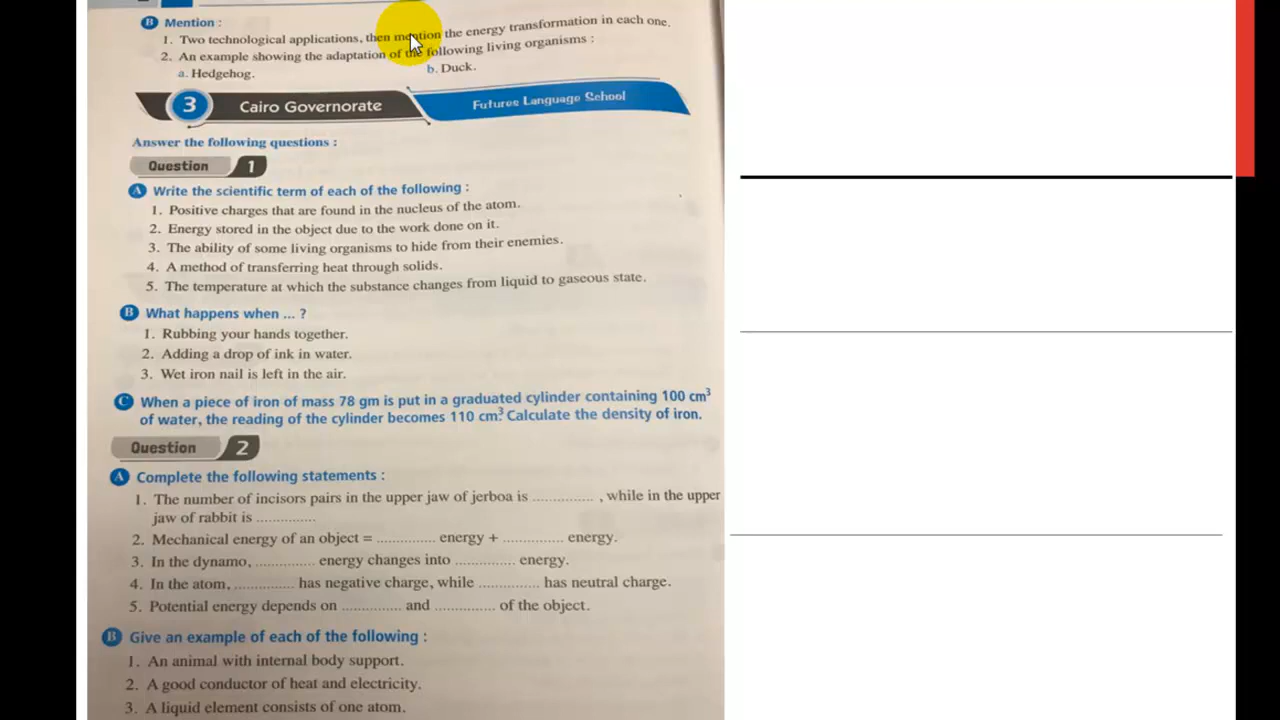 B Mention :
1. Two technological applications, then mention the energy transformation in each one.
2. An example showing the adaptation of the following living organisms :
a. Hedgehog. b. Duck.
3 Cairo Governorate Futures Language School
Answer the following questions :
Question 1
A Write the scientific term of each of the following :
1. Positive charges that are found in the nucleus of the atom.
2. Energy stored in the object due to the work done on it.
3. The ability of some living organisms to hide from their enemies.
4. A method of transferring heat through solids.
5. The temperature at which the substance changes from liquid to gaseous state.
B What happens when ... ?
1. Rubbing your hands together.
2. Adding a drop of ink in water.
3. Wet iron nail is left in the air.
C When a piece of iron of mass 78 gm is put in a graduated cylinder containing 100 cm³
of water, the reading of the cylinder becomes 110 cm³. Calculate the density of iron.
Question 2
A Complete the following statements :
1. The number of incisors pairs in the upper jaw of jerboa is .............. , while in the upper
jaw of rabbit is ..............
2. Mechanical energy of an object = .............. energy + .............. energy.
3. In the dynamo, .............. energy changes into .............. energy.
4. In the atom, .............. has negative charge, while .............. has neutral charge.
5. Potential energy depends on .............. and .............. of the object.
B Give an example of each of the following :
1. An animal with internal body support.
2. A good conductor of heat and electricity.
3. A liquid element consists of one atom.